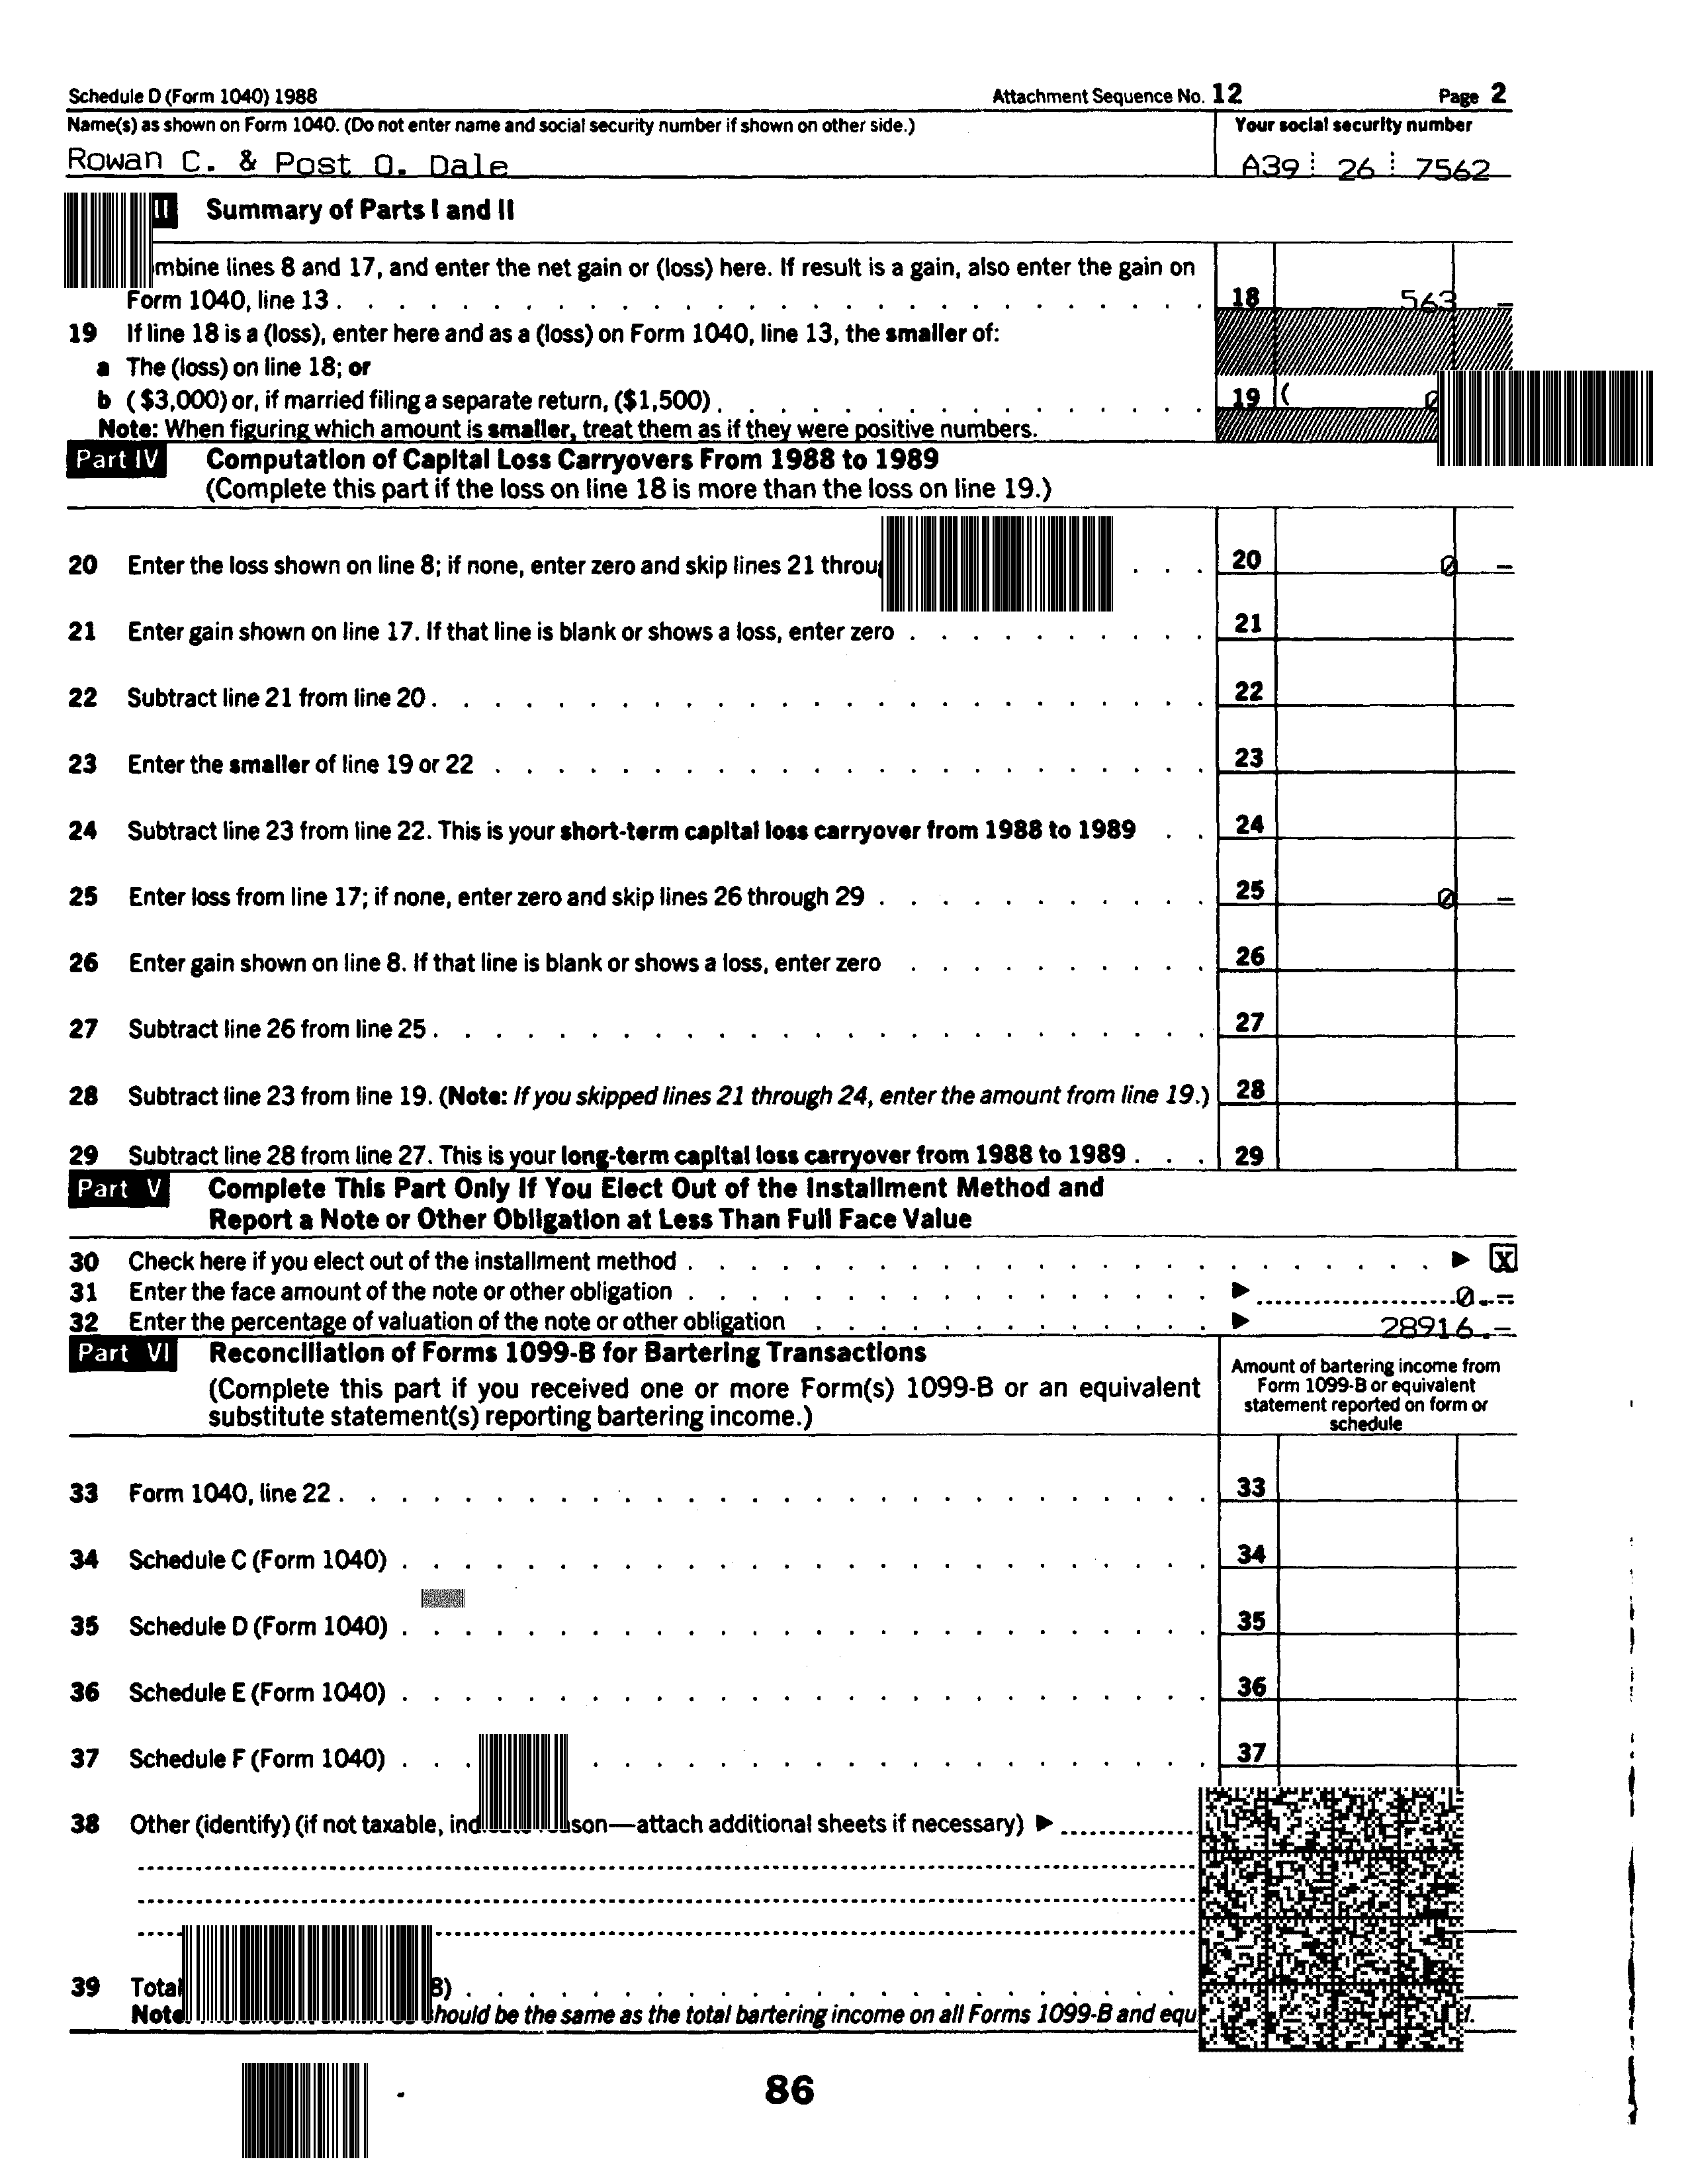 Schedule D (Form 1040) 1988 Attachment Sequence No. 12 Page 2
Name(s) as shown on Form 1040. (Do not enter name and social security number if shown on other side.) Your social security number
Rowan C. & Post O. Dale A39 26 7562
II Summary of Parts I and II
mbine lines 8 and 17, and enter the net gain or (loss) here. If result is a gain, also enter the gain on
Form 1040, line 13 . . . 18 563 –
19 If line 18 is a (loss), enter here and as a (loss) on Form 1040, line 13, the smaller of:
a The (loss) on line 18; or
b ($3,000) or, if married filing a separate return, ($1,500) . . . 19 ( 0
Note: When figuring which amount is smaller, treat them as if they were positive numbers.
Part IV Computation of Capital Loss Carryovers From 1988 to 1989
(Complete this part if the loss on line 18 is more than the loss on line 19.)
20 Enter the loss shown on line 8; if none, enter zero and skip lines 21 . . . 20 0 –
21 Enter gain shown on line 17. If that line is blank or shows a loss, enter zero . . . 21
22 Subtract line 21 from line 20 . . . 22
23 Enter the smaller of line 19 or 22 . . . 23
24 Subtract line 23 from line 22. This is your short-term capital loss carryover from 1988 to 1989 . . 24
25 Enter loss from line 17; if none, enter zero and skip lines 26 through 29 . . . 25 0 –
26 Enter gain shown on line 8. If that line is blank or shows a loss, enter zero . . . 26
27 Subtract line 26 from line 25 . . . 27
28 Subtract line 23 from line 19. (Note: If you skipped lines 21 through 24, enter the amount from line 19.) 28
29 Subtract line 28 from line 27. This is your long-term capital loss carryover from 1988 to 1989 . . . 29
Part V Complete This Part Only If You Elect Out of the Installment Method and
Report a Note or Other Obligation at Less Than Full Face Value
30 Check here if you elect out of the installment method . . . ▶ X
31 Enter the face amount of the note or other obligation . . . ▶ 0.–
32 Enter the percentage of valuation of the note or other obligation . . . ▶ 28916.–
Part VI Reconciliation of Forms 1099-B for Bartering Transactions
(Complete this part if you received one or more Form(s) 1099-B or an equivalent
substitute statement(s) reporting bartering income.)
Amount of bartering income from
Form 1099-B or equivalent
statement reported on form or
schedule
33 Form 1040, line 22 . . . 33
34 Schedule C (Form 1040) . . . 34
35 Schedule D (Form 1040) . . . 35
36 Schedule E (Form 1040) . . . 36
37 Schedule F (Form 1040) . . . 37
38 Other (identify) (if not taxable, —attach additional sheets if necessary) ▶
39 Total
Note should be the same as the total bartering income on all Forms 1099-B and
86